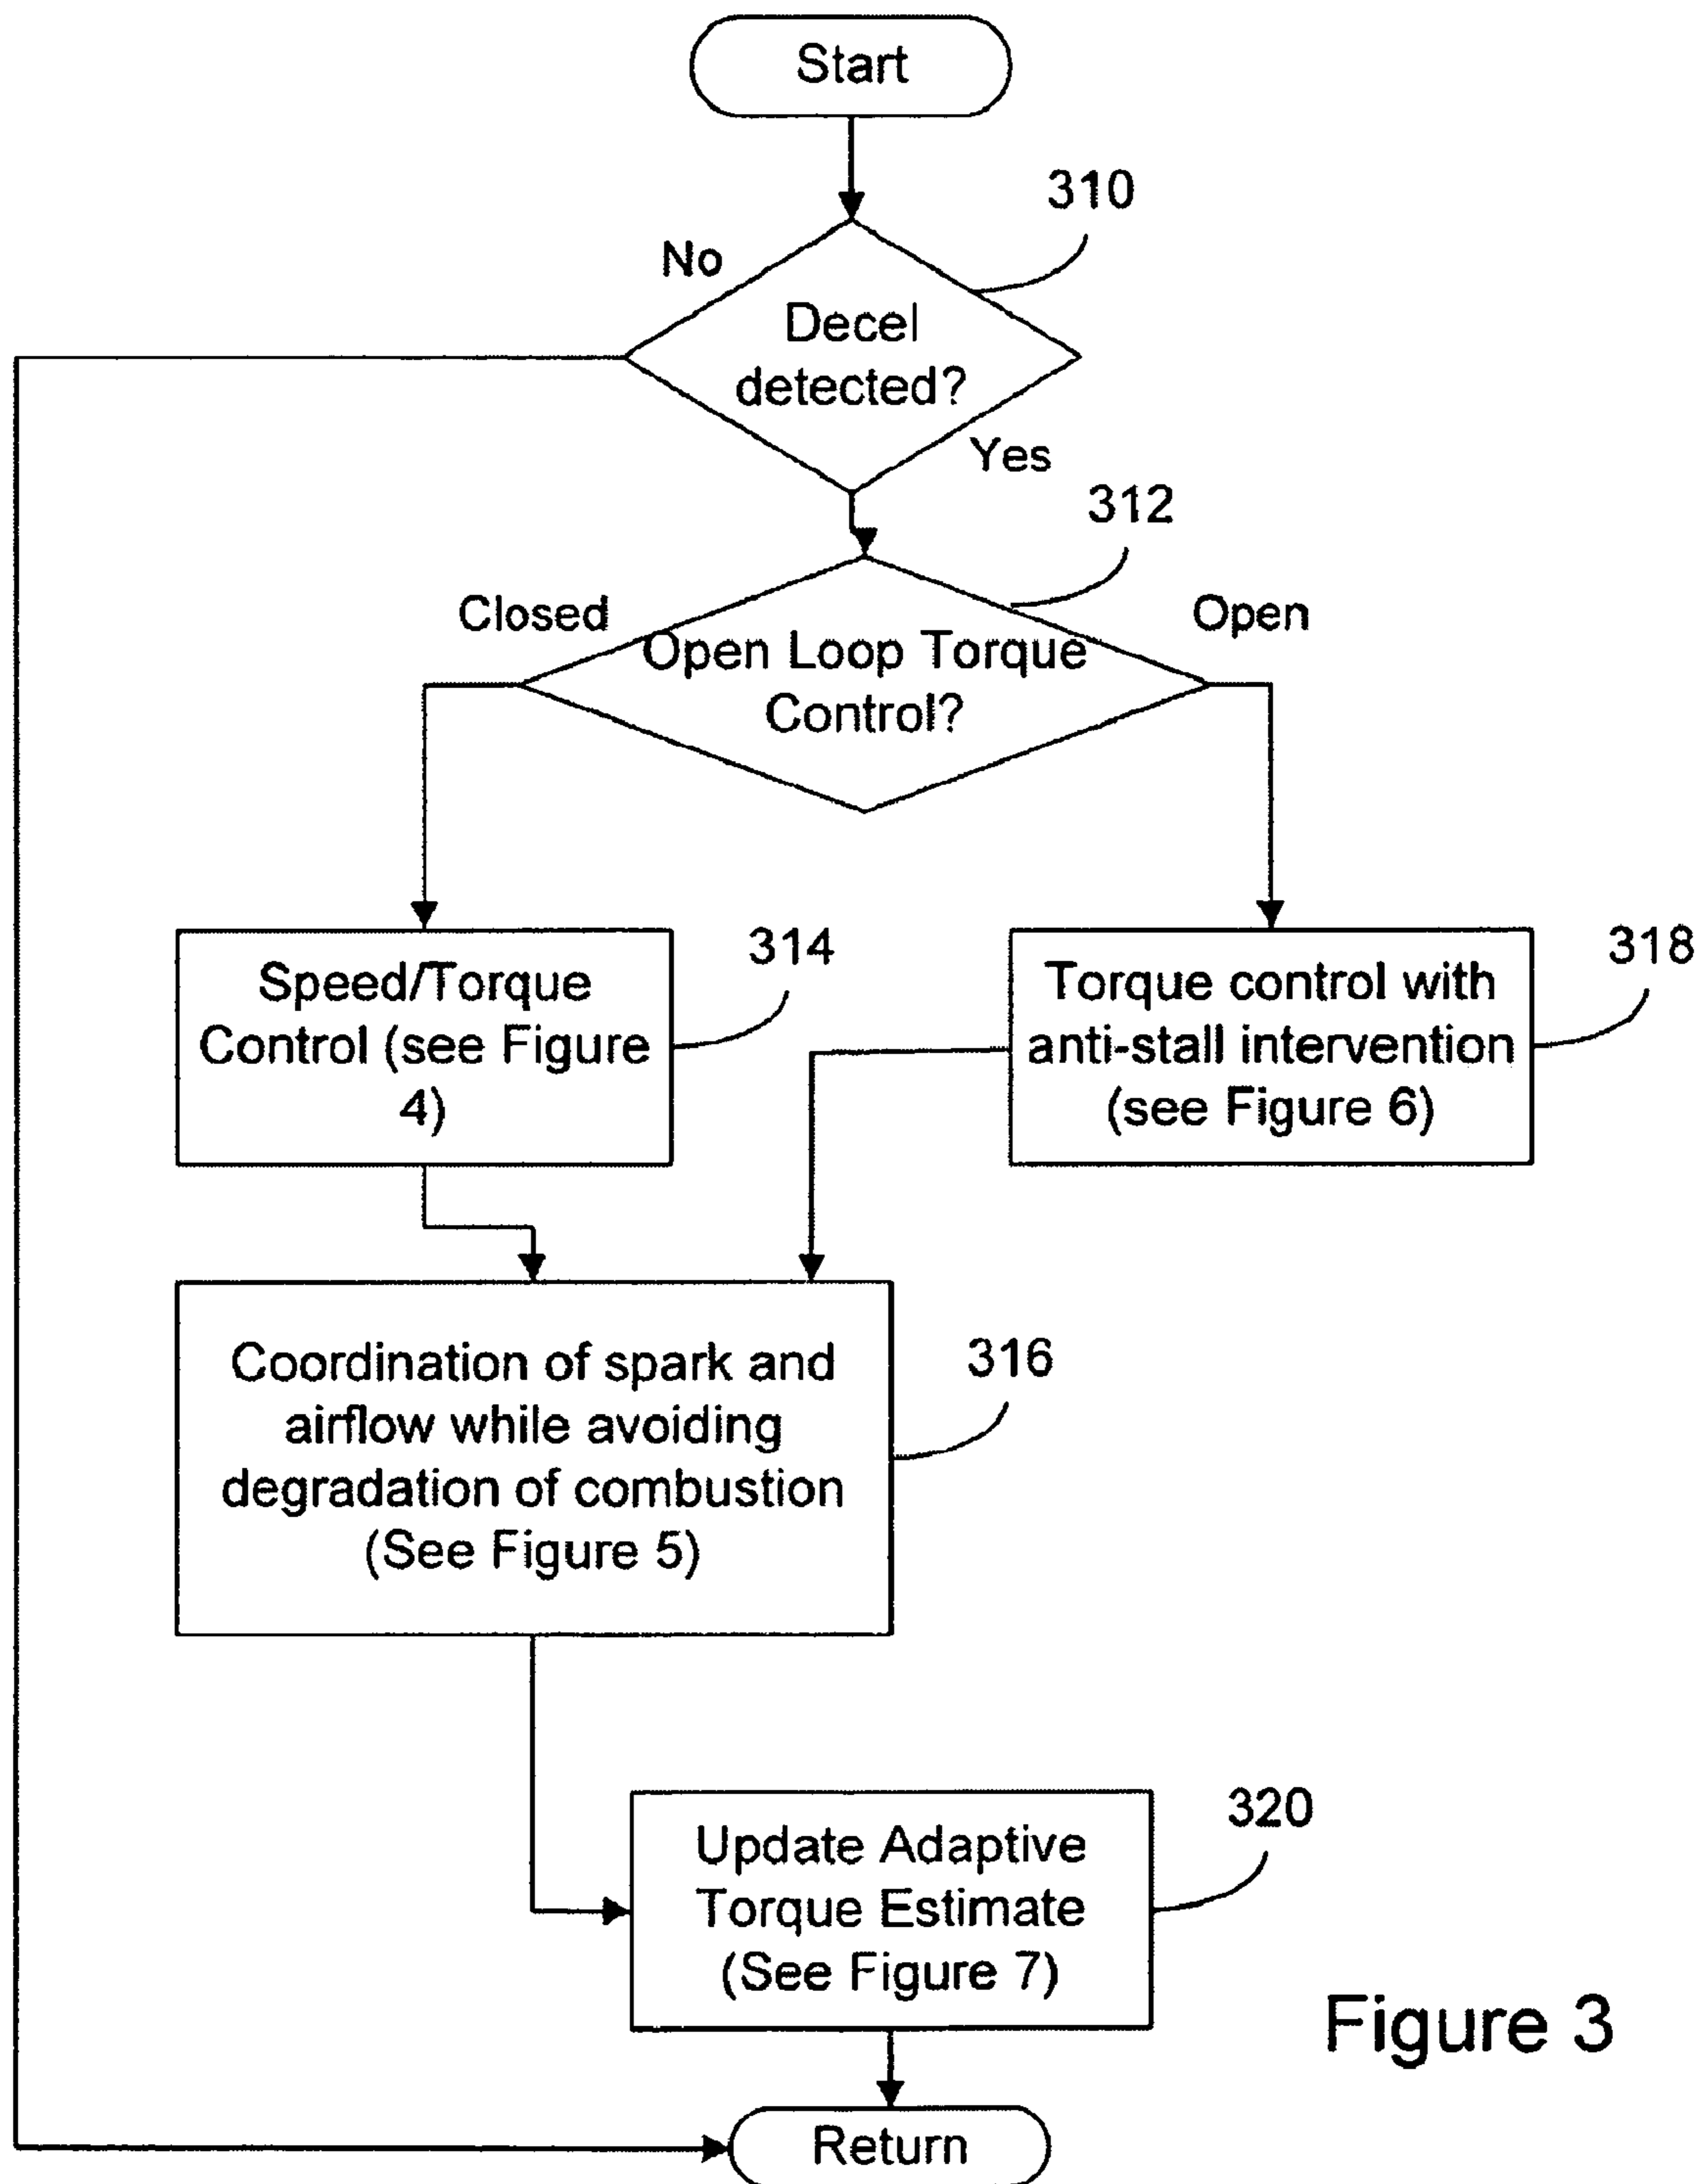 Start
310
No
Decel
detected?
Yes
312
Closed
Open
Open Loop Torque
Control?
314
318
Speed/Torque
Control (see Figure
4)
Torque control with
anti-stall intervention
(see Figure 6)
316
Coordination of spark and
airflow while avoiding
degradation of combustion
(See Figure 5)
320
Update Adaptive
Torque Estimate
(See Figure 7)
Figure 3
Return